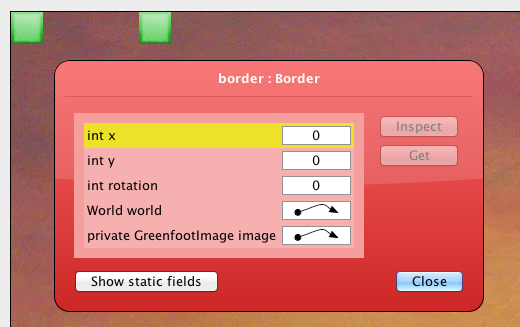 border : Border
int x 0
Inspect
int y 0
Get
int rotation 0
World world
private GreenfootImage image
Show static fields
Close